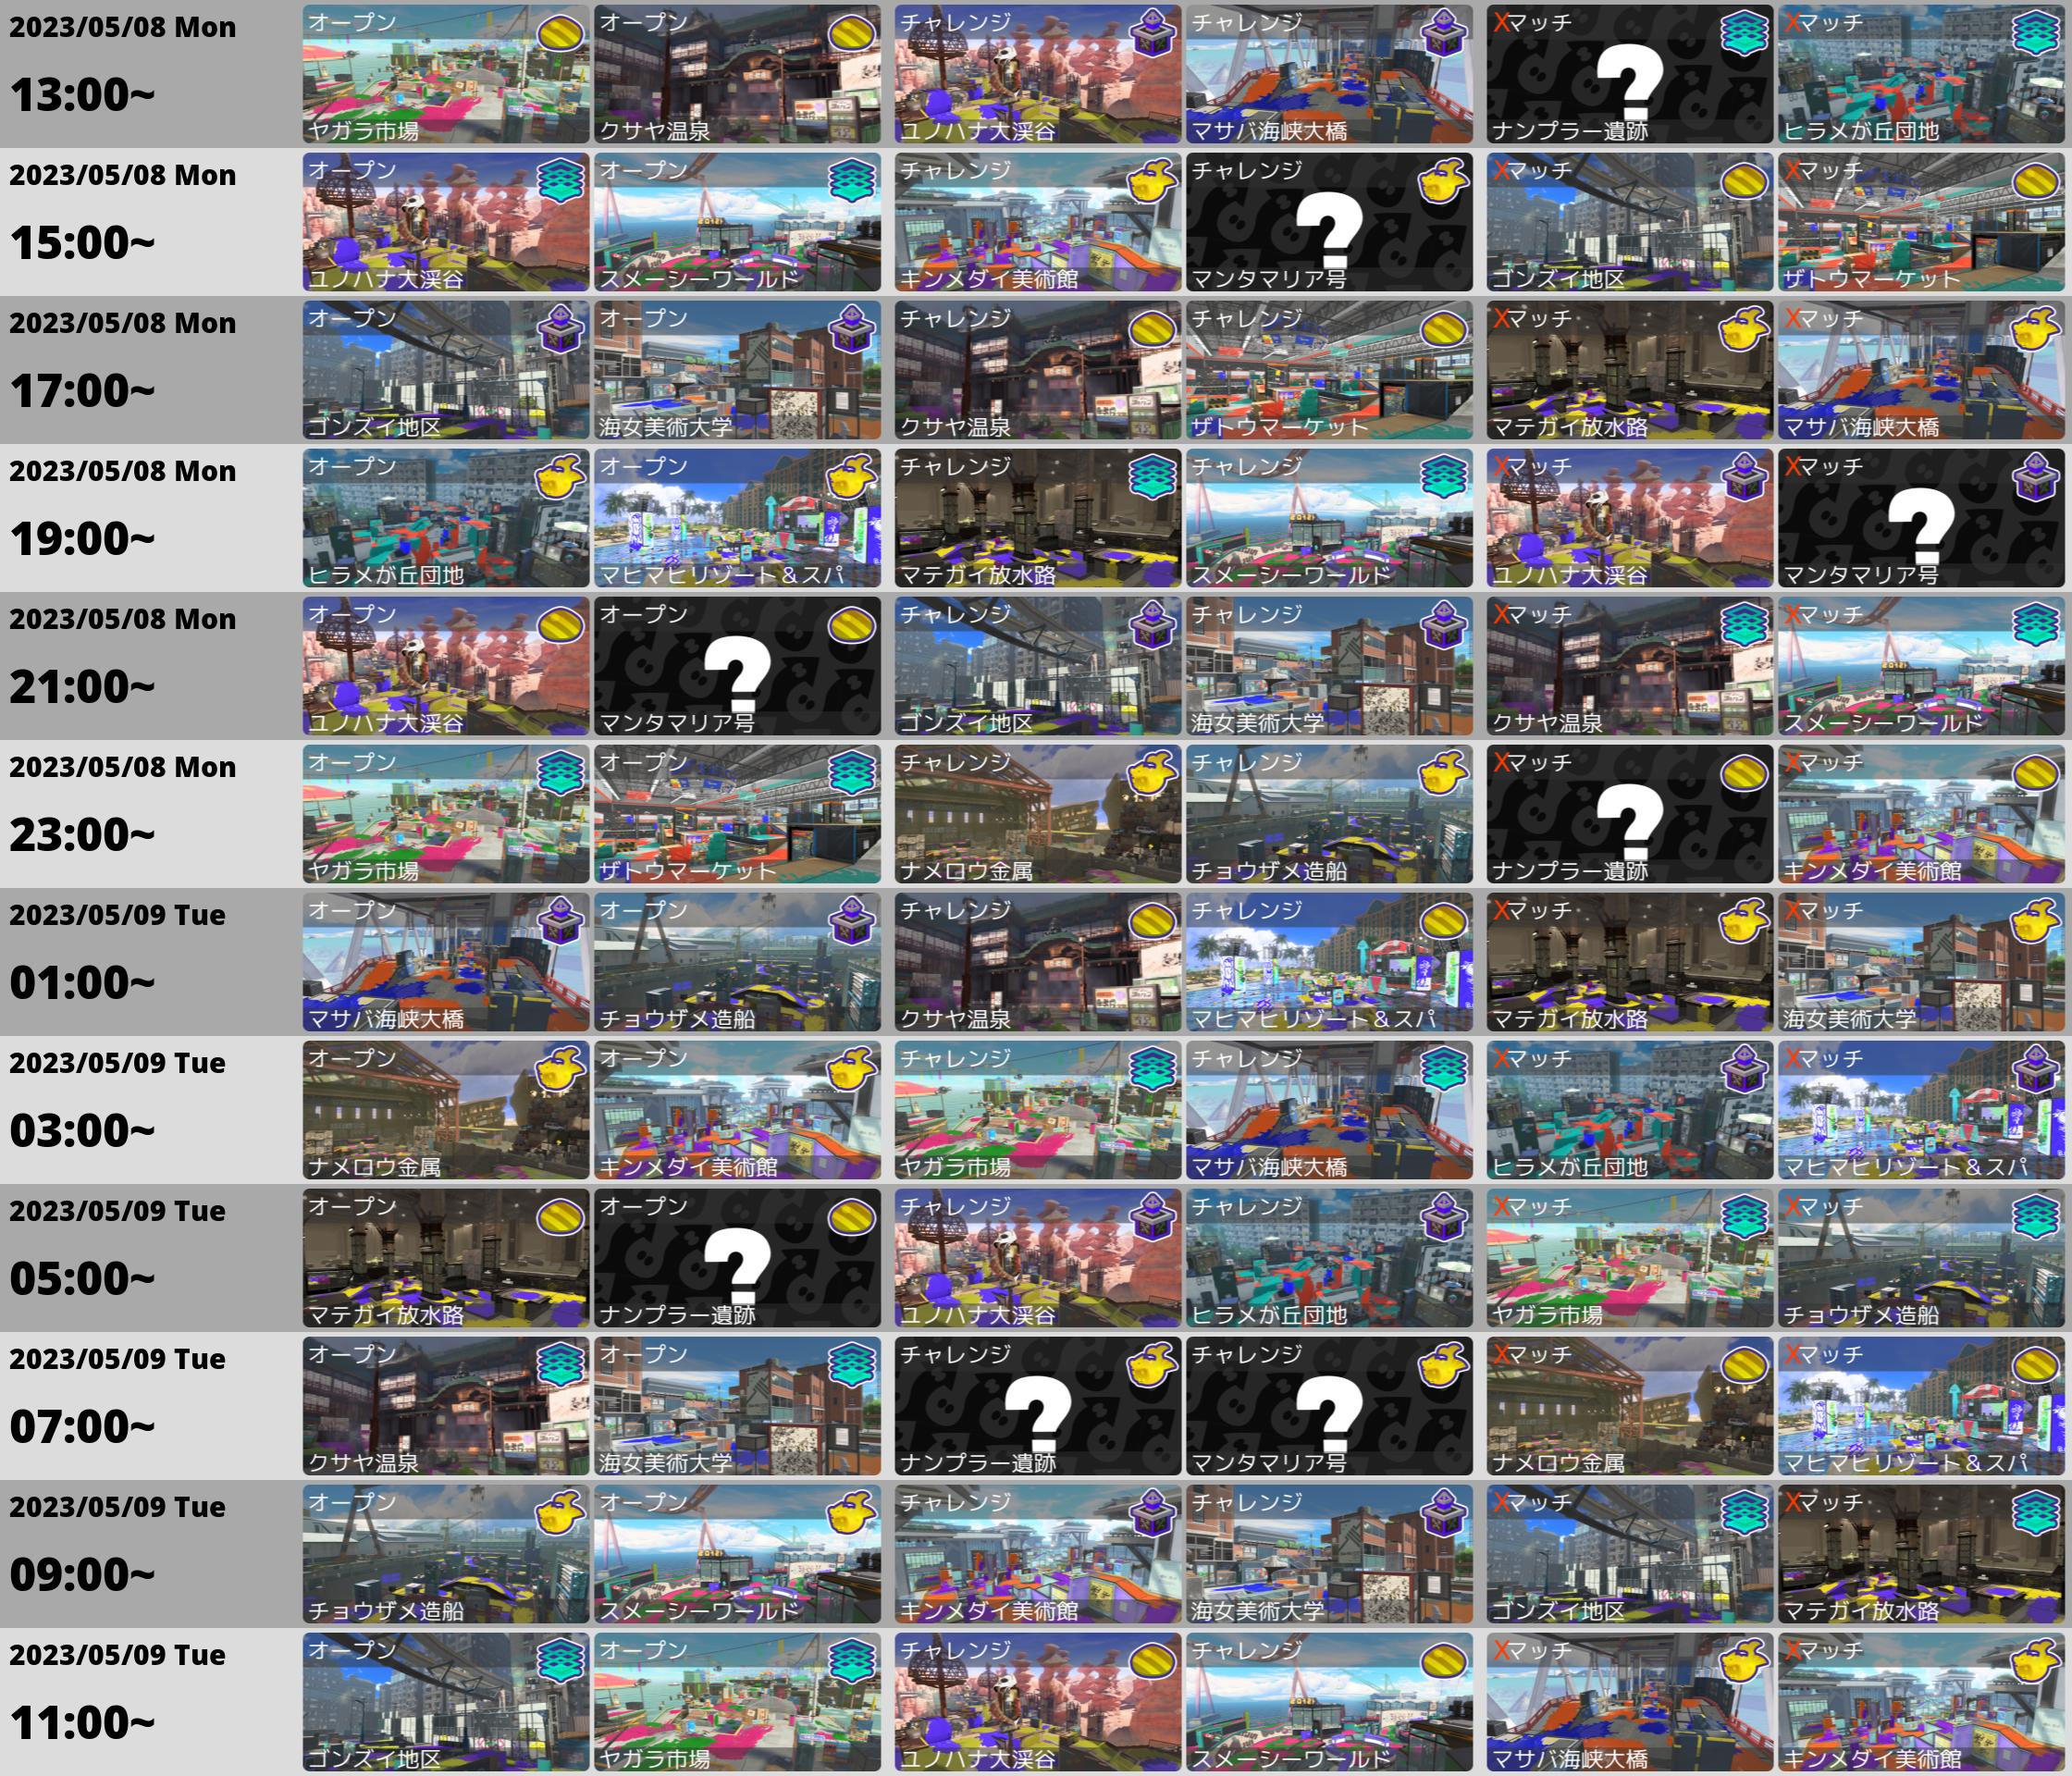 2023/05/08 Mon
13:00~
オープン オープン チャレンジ チャレンジ Xマッチ Xマッチ
ヤガラ市場 クサヤ温泉 ユノハナ大渓谷 マサバ海峡大橋 ナンプラー遺跡 ヒラメが丘団地
2023/05/08 Mon
15:00~
オープン オープン チャレンジ チャレンジ Xマッチ Xマッチ
ユノハナ大渓谷 スメーシーワールド キンメダイ美術館 マンタマリア号 ゴンズイ地区 ザトウマーケット
2023/05/08 Mon
17:00~
オープン オープン チャレンジ チャレンジ Xマッチ Xマッチ
ゴンズイ地区 海女美術大学 クサヤ温泉 ザトウマーケット マテガイ放水路 マサバ海峡大橋
2023/05/08 Mon
19:00~
オープン オープン チャレンジ チャレンジ Xマッチ Xマッチ
ヒラメが丘団地 マヒマヒリゾート&スパ マテガイ放水路 スメーシーワールド ユノハナ大渓谷 マンタマリア号
2023/05/08 Mon
21:00~
オープン オープン チャレンジ チャレンジ Xマッチ Xマッチ
ユノハナ大渓谷 マンタマリア号 ゴンズイ地区 海女美術大学 クサヤ温泉 スメーシーワールド
2023/05/08 Mon
23:00~
オープン オープン チャレンジ チャレンジ Xマッチ Xマッチ
ヤガラ市場 ザトウマーケット ナメロウ金属 チョウザメ造船 ナンプラー遺跡 キンメダイ美術館
2023/05/09 Tue
01:00~
オープン オープン チャレンジ チャレンジ Xマッチ Xマッチ
マサバ海峡大橋 チョウザメ造船 クサヤ温泉 マヒマヒリゾート&スパ マテガイ放水路 海女美術大学
2023/05/09 Tue
03:00~
オープン オープン チャレンジ チャレンジ Xマッチ Xマッチ
ナメロウ金属 キンメダイ美術館 ヤガラ市場 マサバ海峡大橋 ヒラメが丘団地 マヒマヒリゾート&スパ
2023/05/09 Tue
05:00~
オープン オープン チャレンジ チャレンジ Xマッチ Xマッチ
マテガイ放水路 ナンプラー遺跡 ユノハナ大渓谷 ヒラメが丘団地 ヤガラ市場 チョウザメ造船
2023/05/09 Tue
07:00~
オープン オープン チャレンジ チャレンジ Xマッチ Xマッチ
クサヤ温泉 海女美術大学 ナンプラー遺跡 マンタマリア号 ナメロウ金属 マヒマヒリゾート&スパ
2023/05/09 Tue
09:00~
オープン オープン チャレンジ チャレンジ Xマッチ Xマッチ
チョウザメ造船 スメーシーワールド キンメダイ美術館 海女美術大学 ゴンズイ地区 マテガイ放水路
2023/05/09 Tue
11:00~
オープン オープン チャレンジ チャレンジ Xマッチ Xマッチ
ゴンズイ地区 ヤガラ市場 ユノハナ大渓谷 スメーシーワールド マサバ海峡大橋 キンメダイ美術館